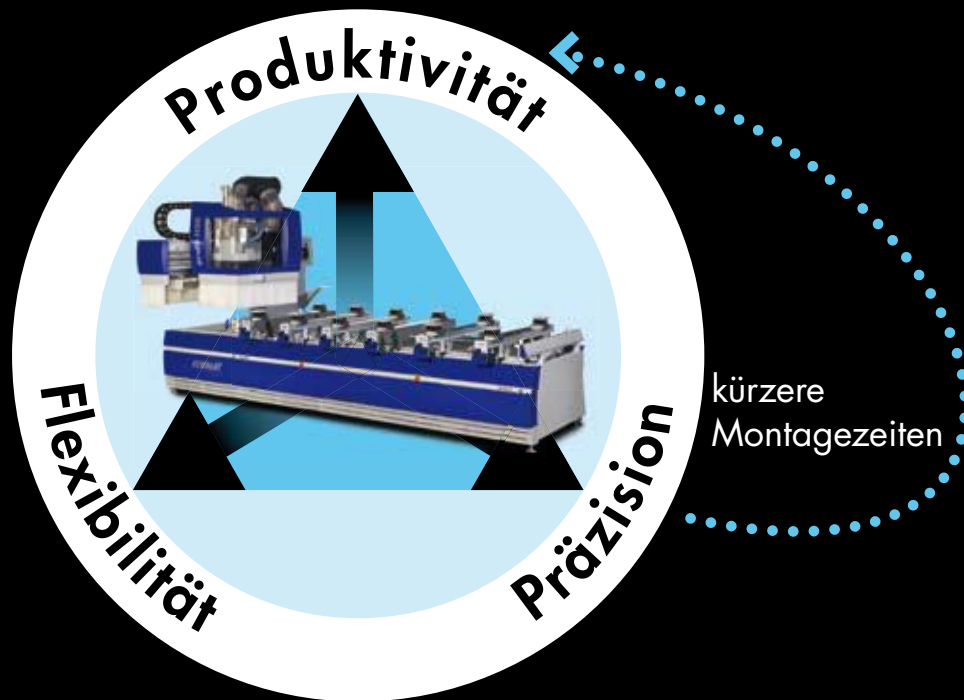 Produktivität
Flexibilität
Präzision
kürzere
Montagezeiten